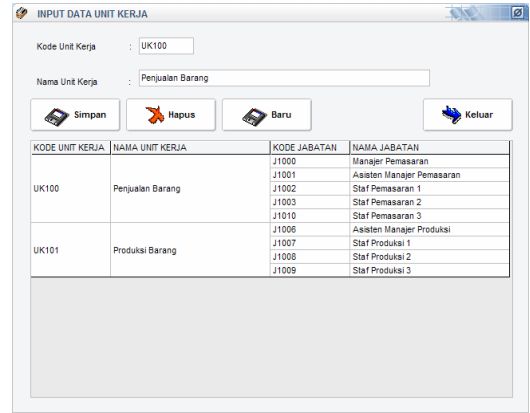 INPUT DATA UNIT KERJA
Kode Unit Kerja : UK100
Nama Unit Kerja : Penjualan Barang
Simpan Hapus Baru Keluar
KODE UNIT KERJA NAMA UNIT KERJA KODE JABATAN NAMA JABATAN
J1000 Manajer Pemasaran
J1001 Asisten Manajer Pemasaran
UK100 Penjualan Barang J1002 Staf Pemasaran 1
J1003 Staf Pemasaran 2
J1010 Staf Pemasaran 3
J1006 Asisten Manajer Produksi
UK101 Produksi Barang J1007 Staf Produksi 1
J1008 Staf Produksi 2
J1009 Staf Produksi 3